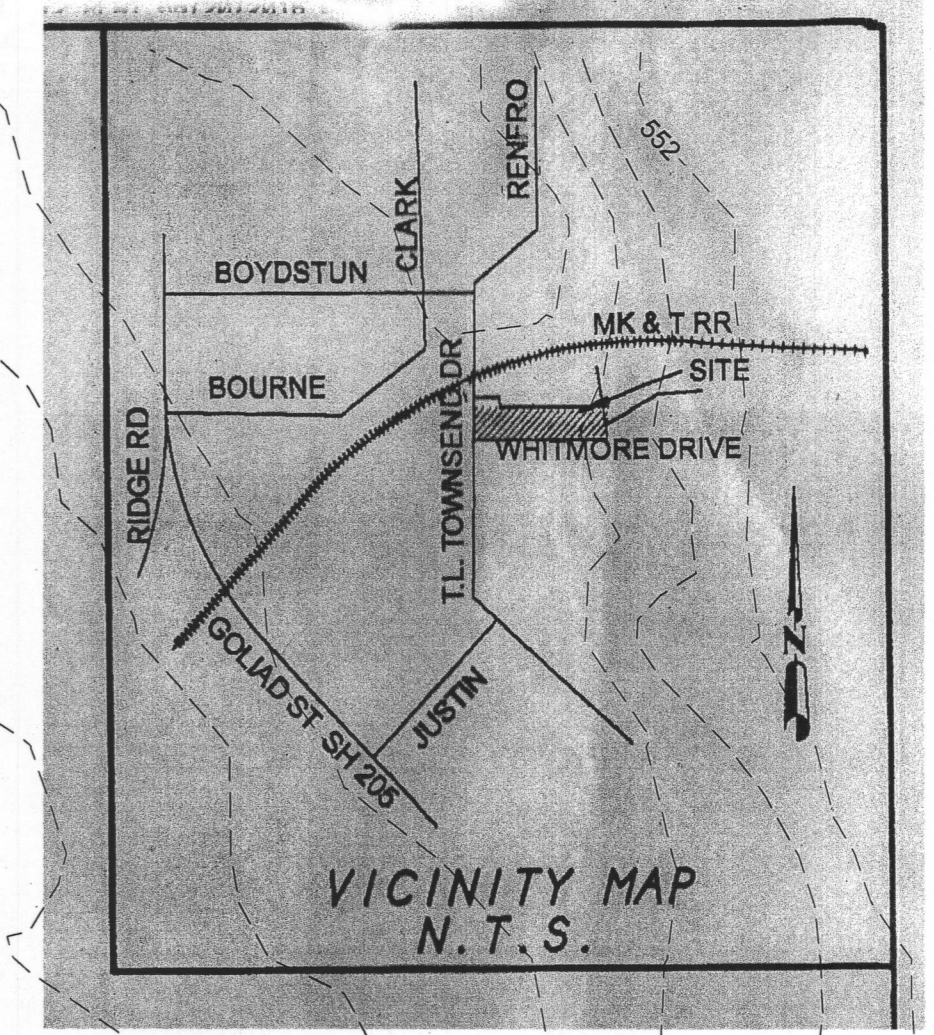 RENFRO
552
CLARK
BOYDSTUN
MK & T RR
SITE
BOURNE
T.L. TOWNSEND DR
WHITMORE DRIVE
RIDGE RD
N
GOLIAD ST SH 205
JUSTIN
VICINITY MAP
N.T.S.